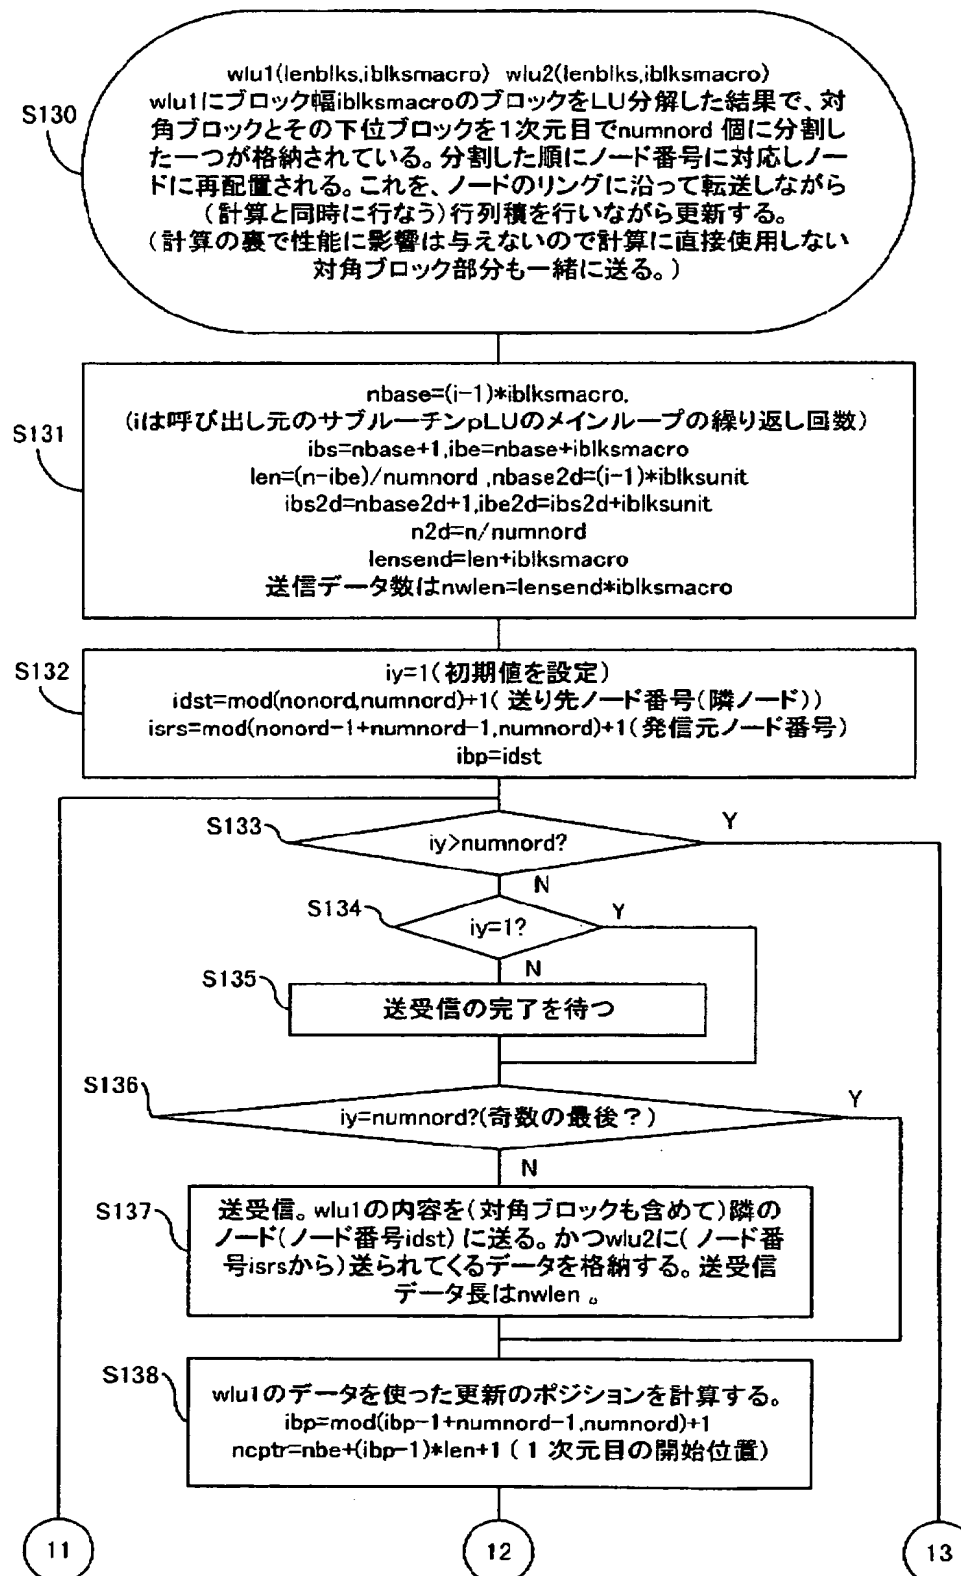 S130
wlu1(lenblks,iblksmacro) wlu2(lenblks,iblksmacro)
wlu1にブロック幅iblksmacroのブロックをLU分解した結果で、対
角ブロックとその下位ブロックを1次元目でnumnord 個に分割し
た一つが格納されている。分割した順にノード番号に対応しノー
ドに再配置される。これを、ノードのリングに沿って転送しながら
(計算と同時に行なう)行列積を行いながら更新する。
(計算の裏で性能に影響は与えないので計算に直接使用しない
対角ブロック部分も一緒に送る。)
S131
nbase=(i-1)*iblksmacro.
(iは呼び出し元のサブルーチンpLUのメインループの繰り返し回数)
ibs=nbase+1,ibe=nbase+iblksmacro
len=(n-ibe)/numnord ,nbase2d=(i-1)*iblksunit
ibs2d=nbase2d+1,ibe2d=ibs2d+iblksunit
n2d=n/numnord
lensend=len+iblksmacro
送信データ数はnwlen=lensend*iblksmacro
S132
iy=1(初期値を設定)
idst=mod(nonord,numnord)+1( 送り先ノード番号(隣ノード))
isrs=mod(nonord-1+numnord-1,numnord)+1(発信元ノード番号)
ibp=idst
S133
iy>numnord?
Y
N
S134
iy=1?
Y
N
S135
送受信の完了を待つ
S136
iy=numnord?(奇数の最後?)
Y
N
S137
送受信。wlu1の内容を(対角ブロックも含めて)隣の
ノード(ノード番号idst) に送る。かつwlu2に( ノード番
号isrsから)送られてくるデータを格納する。送受信
データ長はnwlen 。
S138
wlu1のデータを使った更新のポジションを計算する。
ibp=mod(ibp-1+numnord-1,numnord)+1
ncptr=nbe+(ibp-1)*len+1 ( 1 次元目の開始位置)
11
12
13